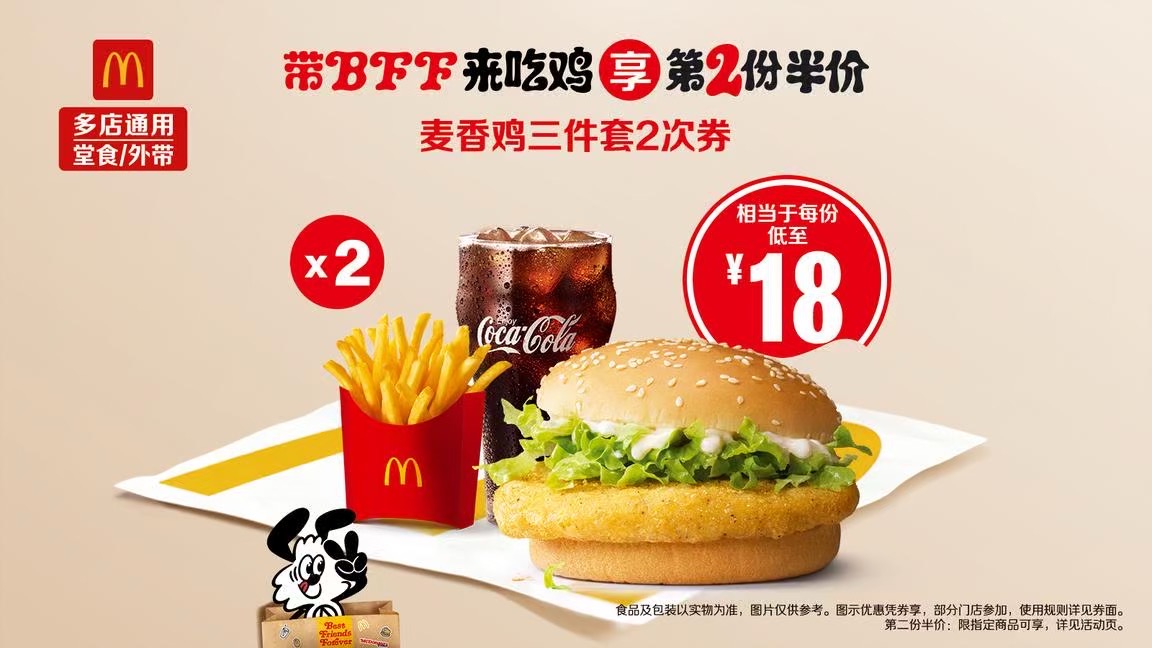 带BFF来吃鸡享第2份半价
麦香鸡三件套2次券
多店通用
堂食/外带
相当于每份
低至
¥18
x2
Enjoy
Coca-Cola
Best
Friends
Forever
McDonald's
食品及包装以实物为准，图片仅供参考。图示优惠凭券享，部分门店参加，使用规则详见券面。
第二份半价：限指定商品可享，详见活动页。